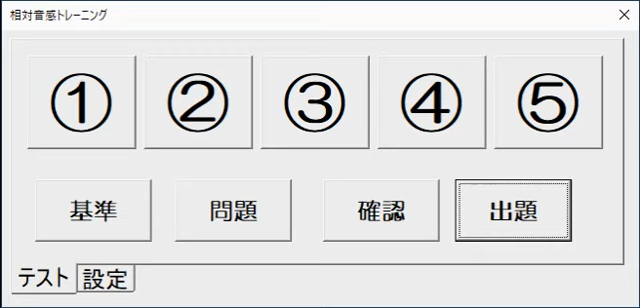 相対音感トレーニング
① ② ③ ④ ⑤
基準 問題 確認 出題
テスト 設定